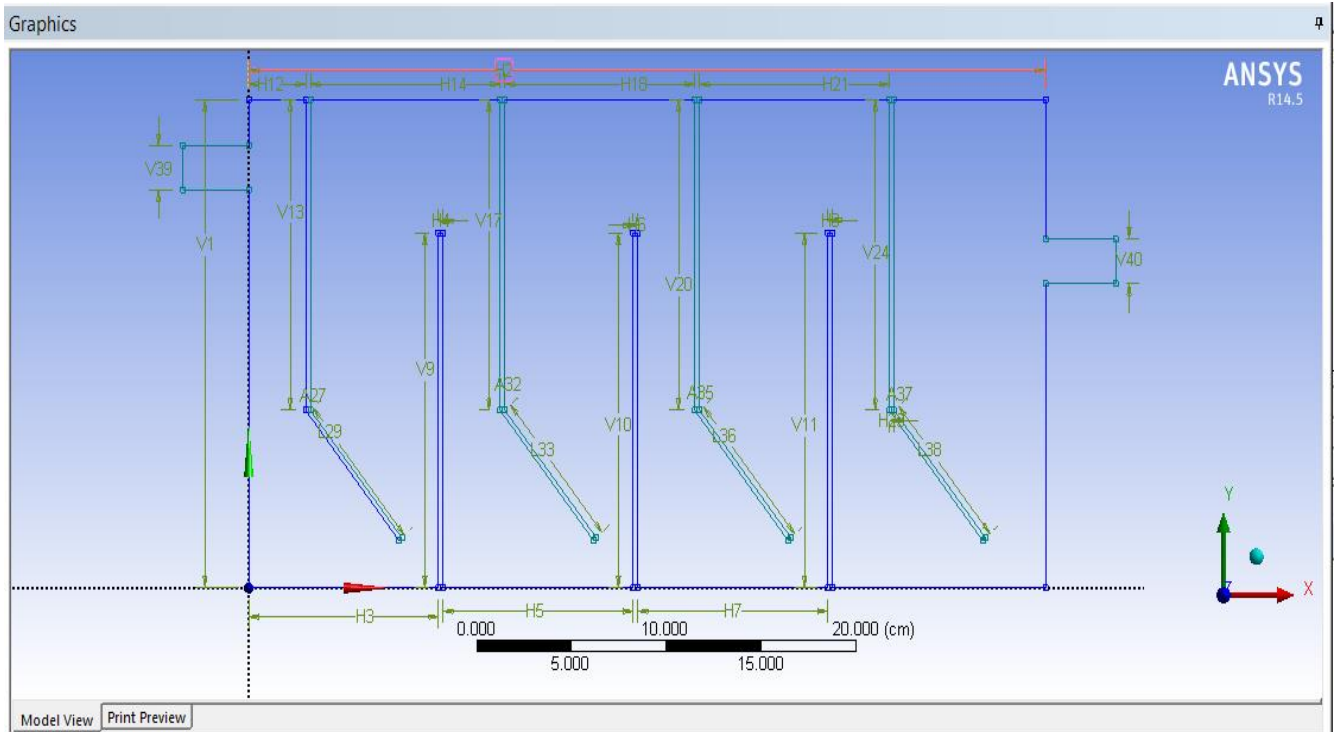 Graphics
ANSYS
R14.5
H12
H14
H18
H21
V39
V13
V17
V1
V20
V24
V40
V9
A27
A32
A35
A37
L29
V10
L33
L36
V11
L38
Y
X
H3
H5
H7
0.000 10.000 20.000 (cm)
5.000 15.000
Model View Print Preview